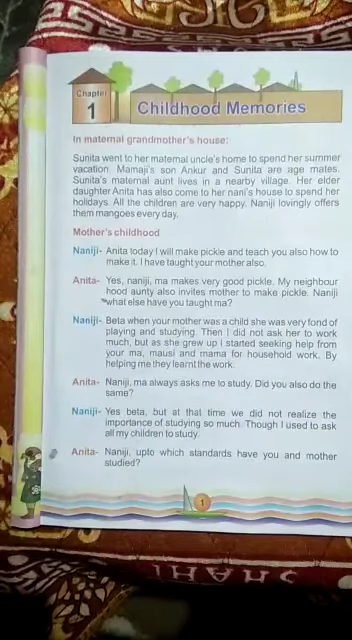 Chapter
1
Childhood Memories
In maternal grandmother's house:
Sunita went to her maternal uncle's home to spend her summer
vacation. Mamaji's son Ankur and Sunita are age mates.
Sunita's maternal aunt lives in a nearby village. Her elder
daughter Anita has also come to her nani's house to spend her
holidays. All the children are very happy. Naniji lovingly offers
them mangoes every day.
Mother's childhood
Naniji- Anita today I will make pickle and teach you also how to
make it. I have taught your mother also.
Anita- Yes, naniji, ma makes very good pickle. My neighbour
hood aunty also invites mother to make pickle. Naniji
what else have you taught ma?
Naniji- Beta when your mother was a child she was very fond of
playing and studying. Then I did not ask her to work
much, but as she grew up I started seeking help from
your ma, mausi and mama for household work. By
helping me they learnt the work.
Anita- Naniji, ma always asks me to study. Did you also do the
same?
Naniji- Yes beta, but at that time we did not realize the
importance of studying so much. Though I used to ask
all my children to study.
Anita- Naniji, upto which standards have you and mother
studied?
1